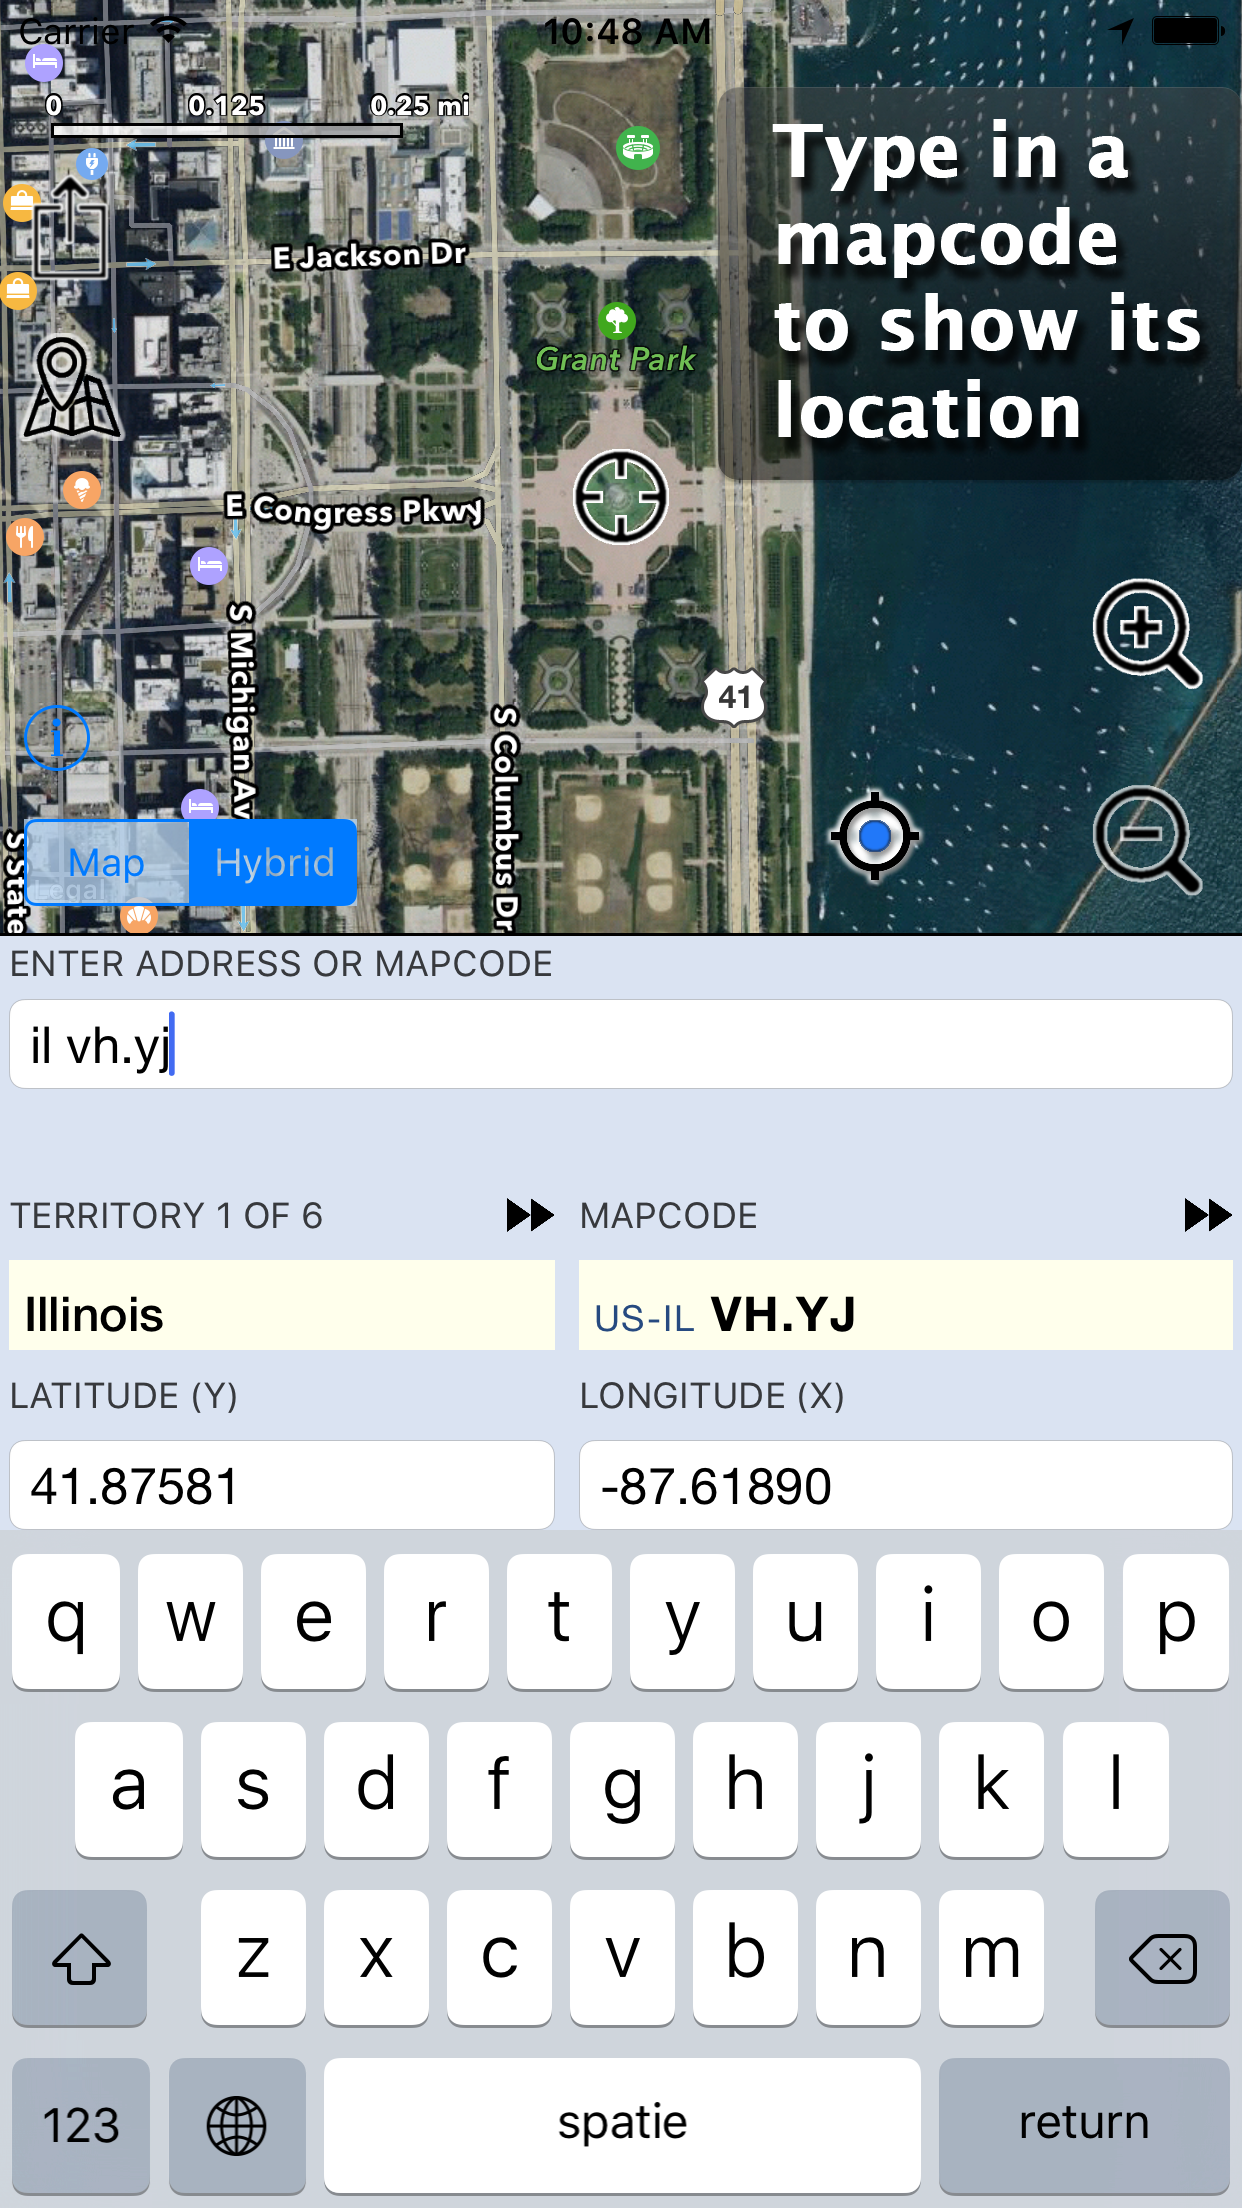 Carrier 10:48 AM
0 0.125 0.25 mi
Type in a
mapcode
to show its
location
E Jackson Dr
Grant Park
E Congress Pkwy
S Michigan Av
41
S Columbus Dr
S State
Map Hybrid
Legal
ENTER ADDRESS OR MAPCODE
il vh.yj
TERRITORY 1 OF 6 MAPCODE
Illinois US-IL VH.YJ
LATITUDE (Y) LONGITUDE (X)
41.87581 -87.61890
q w e r t y u i o p
a s d f g h j k l
z x c v b n m
123 spatie return